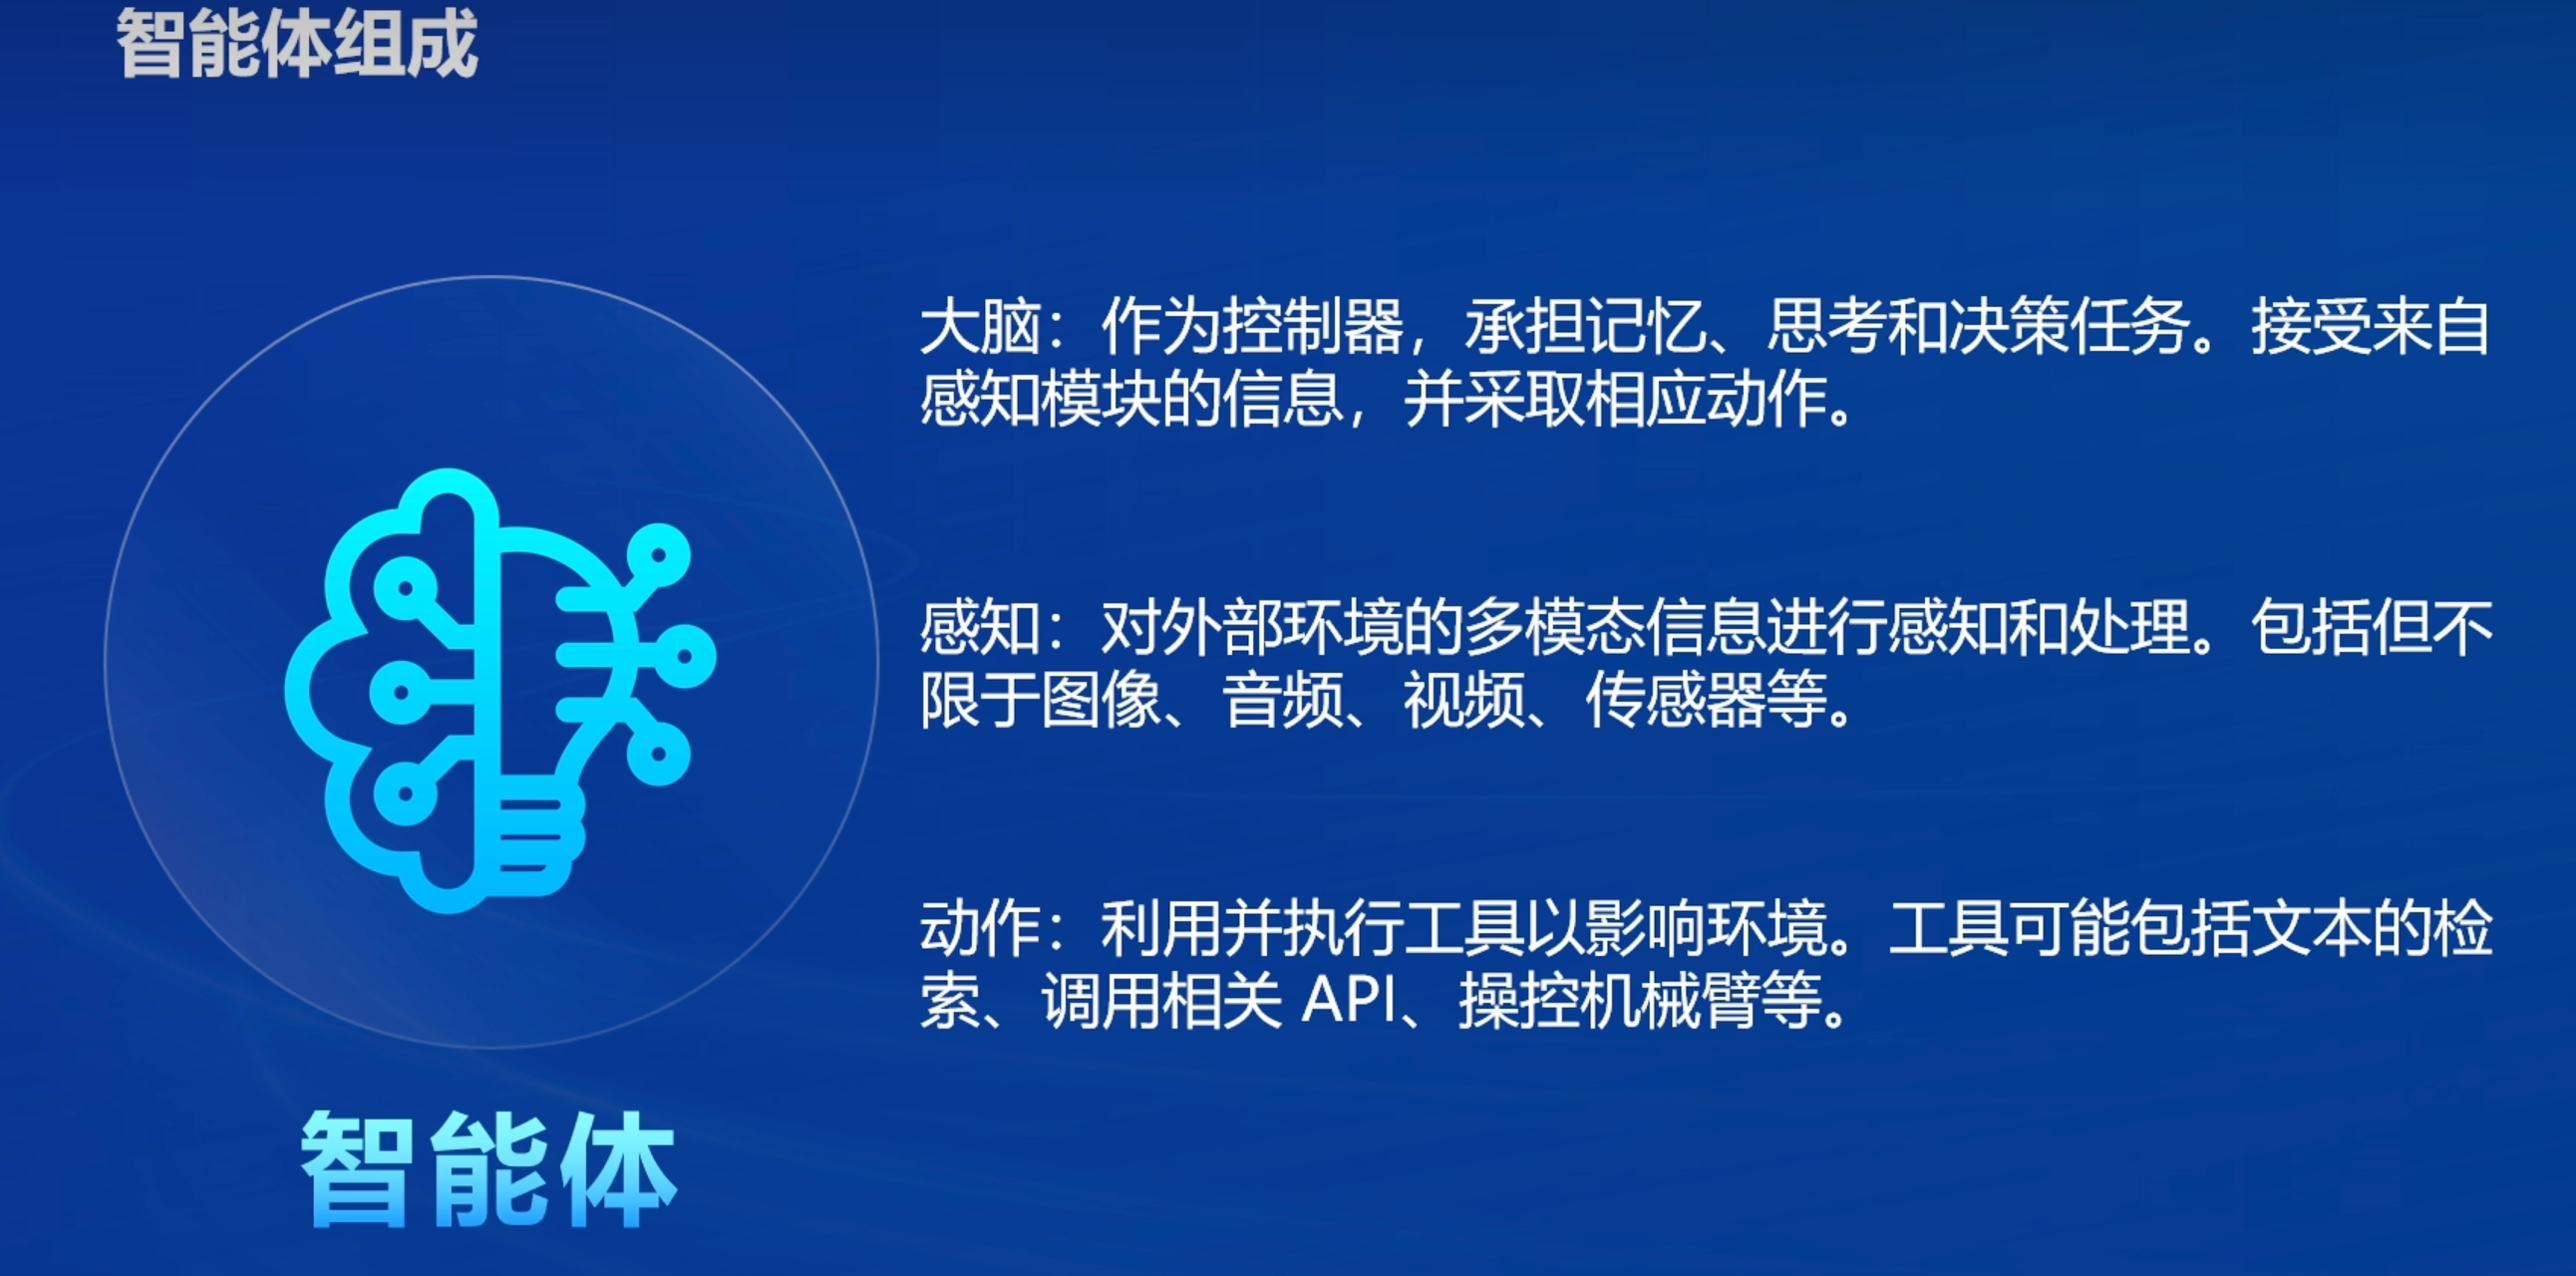 智能体组成
大脑：作为控制器，承担记忆、思考和决策任务。接受来自
感知模块的信息，并采取相应动作。
感知：对外部环境的多模态信息进行感知和处理。包括但不
限于图像、音频、视频、传感器等。
动作：利用并执行工具以影响环境。工具可能包括文本的检
索、调用相关 API、操控机械臂等。
智能体